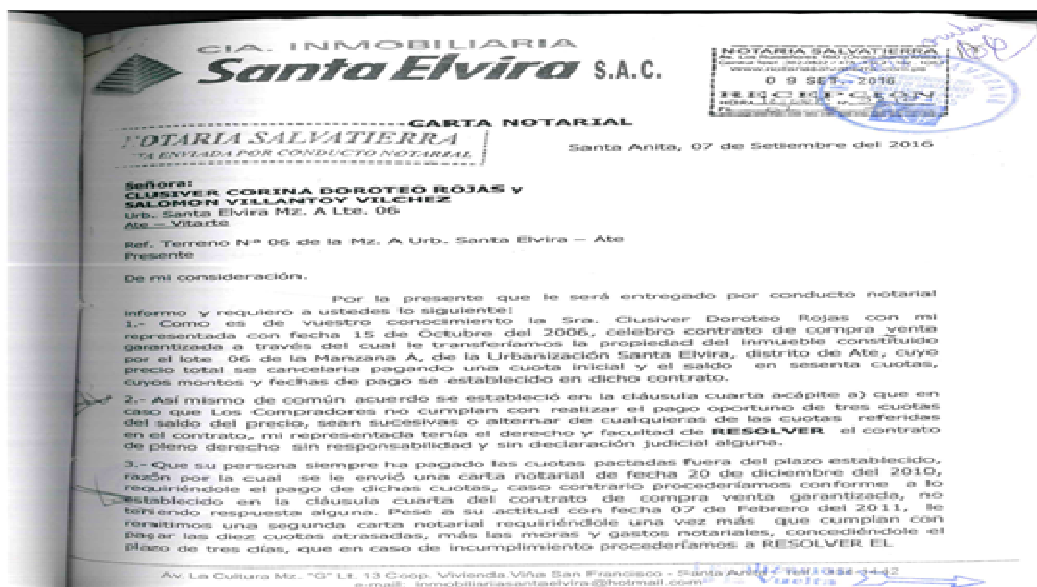 CIA. INMOBILIARIA
Santa Elvira S.A.C.
NOTARIA SALVATIERRA
0 9 SET. 2016
RECEPCION
CARTA NOTARIAL
NOTARIA SALVATIERRA
ENVIADA POR CONDUCTO NOTARIAL
Santa Anita, 07 de Setiembre del 2016
Señora:
CLUSIVER CORINA DOROTEO ROJAS y
SALOMON VILLANTOY VILCHEZ
Urb. Santa Elvira Mz. A Lte. 06
Ate – Vitarte
Ref. Terreno Nº 06 de la Mz. A Urb. Santa Elvira – Ate
Presente
De mi consideración.
Por la presente que le será entregado por conducto notarial
informo y requiero a ustedes lo siguiente:
1.- Como es de vuestro conocimiento la Sra. Clusiver Doroteo Rojas con mi
representada con fecha 15 de Octubre del 2006, celebro contrato de compra venta
garantizada a través del cual le transferíamos la propiedad del inmueble constituido
por el lote 06 de la Manzana A, de la Urbanización Santa Elvira, distrito de Ate, cuyo
precio total se cancelaria pagando una cuota inicial y el saldo en sesenta cuotas,
cuyos montos y fechas de pago se establecido en dicho contrato.
2.- Así mismo de común acuerdo se estableció en la cláusula cuarta acápite a) que en
caso que Los Compradores no cumplan con realizar el pago oportuno de tres cuotas
del saldo del precio, sean sucesivas o alternar de cualquieras de las cuotas referidas
en el contrato, mi representada tenía el derecho y facultad de RESOLVER el contrato
de pleno derecho sin responsabilidad y sin declaración judicial alguna.
3.- Que su persona siempre ha pagado las cuotas pactadas fuera del plazo establecido,
razón por la cual se le envió una carta notarial de fecha 20 de diciembre del 2010,
requiriéndole el pago de dichas cuotas, caso contrario procederíamos conforme a lo
establecido en la cláusula cuarta del contrato de compra venta garantizada, no
teniendo respuesta alguna. Pese a su actitud con fecha 07 de Febrero del 2011, le
remitimos una segunda carta notarial requiriéndole una vez más que cumplan con
pagar las diez cuotas atrasadas, más las moras y gastos notariales, concediéndole el
plazo de tres días, que en caso de incumplimiento procederíamos a RESOLVER EL
Av. La Cultura Mz. "G" Lt. 13 Coop. Vivienda Viña San Francisco - Santa Anita
e-mail: inmobiliariasantaelvira@hotmail.com